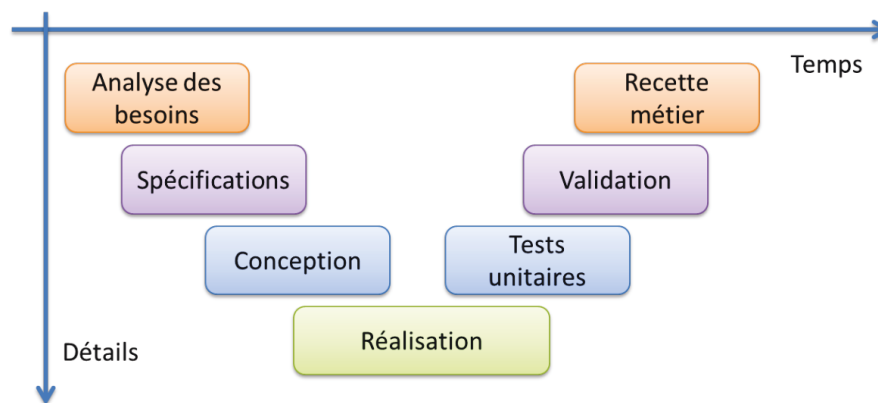 Temps
Analyse des
besoins
Recette
métier
Spécifications
Validation
Conception
Tests
unitaires
Réalisation
Détails